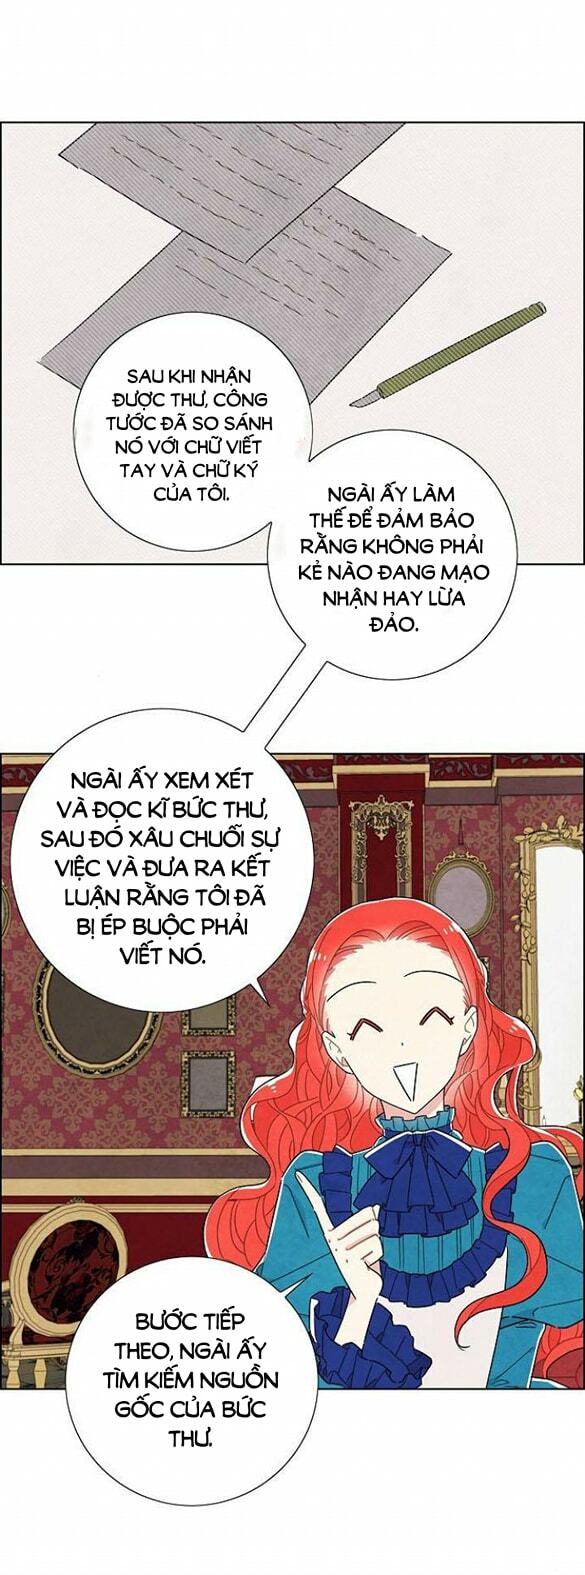 SAU KHI NHẬN
ĐƯỢC THƯ, CÔNG
TƯỚC ĐÃ SO SÁNH
NÓ VỚI CHỮ VIẾT
TAY VÀ CHỮ KÝ
CỦA TÔI.
NGÀI ẤY LÀM
THẾ ĐỂ ĐẢM BẢO
RẰNG KHÔNG PHẢI
KẺ NÀO ĐANG MẠO
NHẬN HAY LỪA
ĐẢO.
NGÀI ẤY XEM XÉT
VÀ ĐỌC KĨ BỨC THƯ,
SAU ĐÓ XÂU CHUỐI SỰ
VIỆC VÀ ĐƯA RA KẾT
LUẬN RẰNG TÔI ĐÃ
BỊ ÉP BUỘC PHẢI
VIẾT NÓ.
BƯỚC TIẾP
THEO, NGÀI ẤY
TÌM KIẾM NGUỒN
GỐC CỦA BỨC
THƯ.